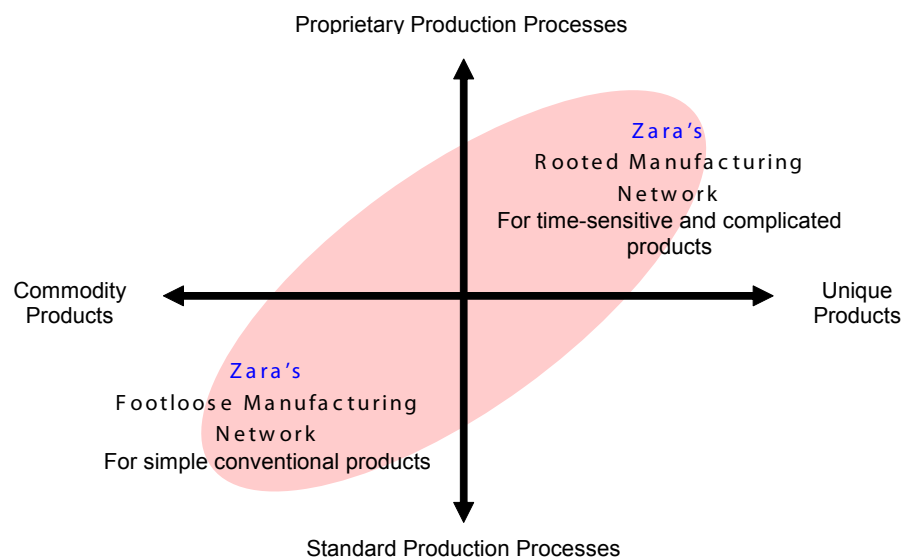 Proprietary Production Processes
Zara's
Rooted Manufacturing
Network
For time-sensitive and complicated
products
Commodity
Products
Unique
Products
Zara's
Footloose Manufacturing
Network
For simple conventional products
Standard Production Processes